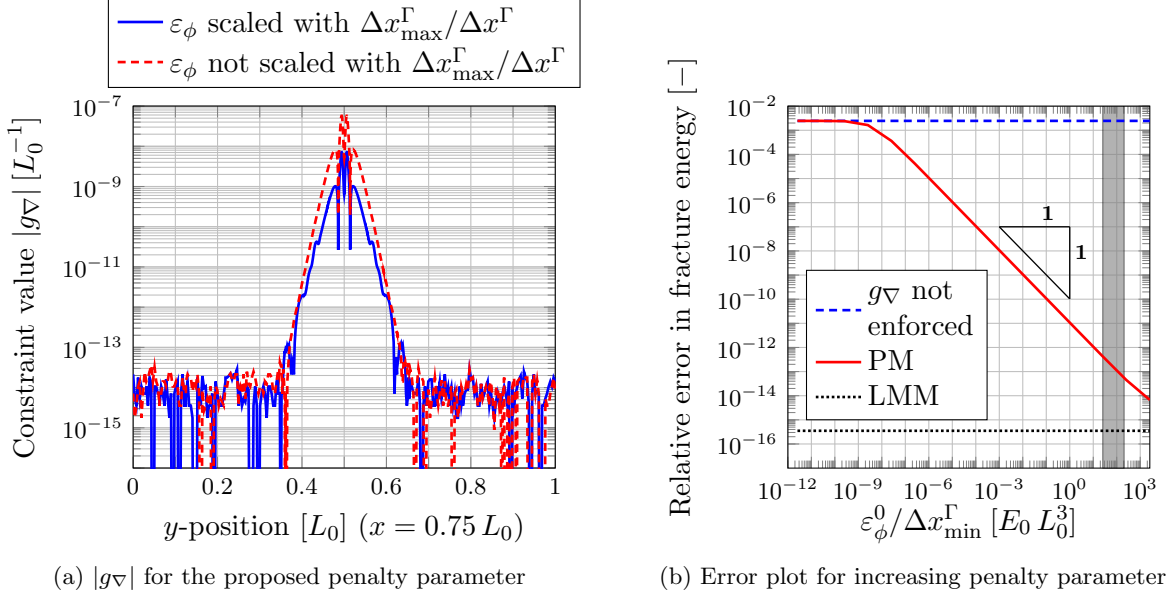 ε_ϕ scaled with Δx^Γ_max/Δx^Γ
ε_ϕ not scaled with Δx^Γ_max/Δx^Γ
Constraint value |g_∇| [L_0^−1]
10^−7
10^−9
10^−11
10^−13
10^−15
0 0.2 0.4 0.6 0.8 1
y-position [L_0] (x = 0.75 L_0)
(a) |g_∇| for the proposed penalty parameter
Relative error in fracture energy [−]
10^−2
10^−4
10^−6
10^−8
10^−10
10^−12
10^−14
10^−16
1
1
g_∇ not
enforced
PM
LMM
10^−12 10^−9 10^−6 10^−3 10^0 10^3
ε^0_ϕ/Δx^Γ_min [E_0 L_0^3]
(b) Error plot for increasing penalty parameter